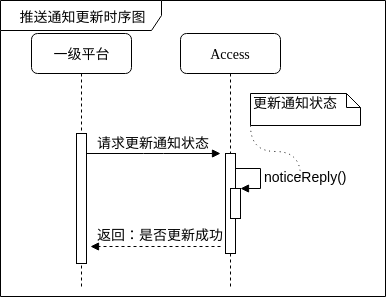 推送通知更新时序图
一级平台
Access
更新通知状态
请求更新通知状态
noticeReply()
返回：是否更新成功